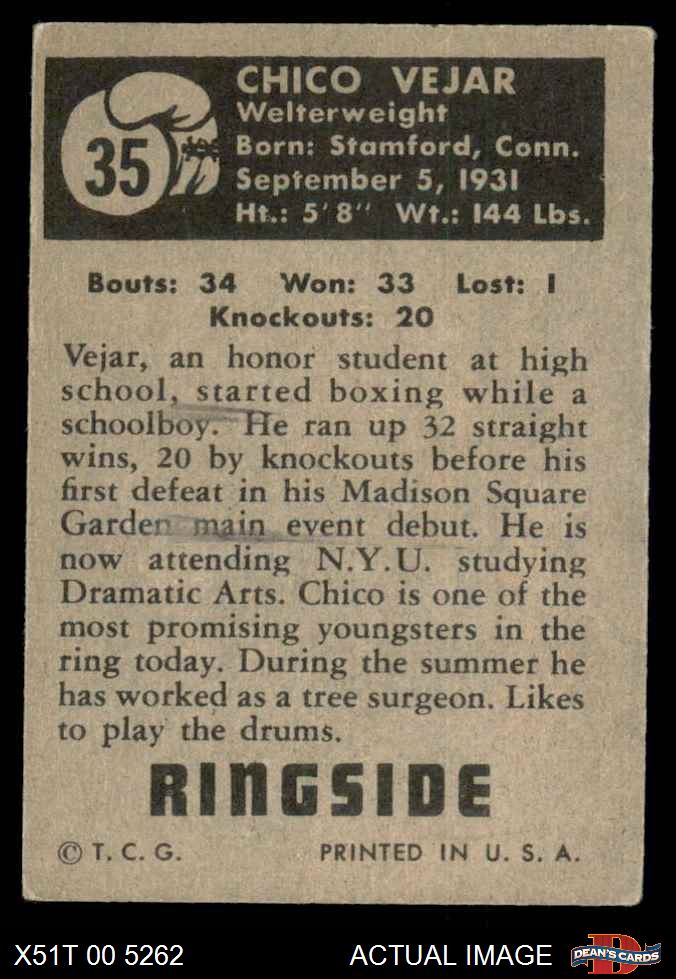 35
CHICO VEJAR
Welterweight
Born: Stamford, Conn.
September 5, 1931
Ht.: 5'8" Wt.: 144 Lbs.
Bouts: 34 Won: 33 Lost: 1
Knockouts: 20
Vejar, an honor student at high
school, started boxing while a
schoolboy. He ran up 32 straight
wins, 20 by knockouts before his
first defeat in his Madison Square
Garden main event debut. He is
now attending N.Y.U. studying
Dramatic Arts. Chico is one of the
most promising youngsters in the
ring today. During the summer he
has worked as a tree surgeon. Likes
to play the drums.
RINGSIDE
© T. C. G. PRINTED IN U. S. A.
X51T 00 5262 ACTUAL IMAGE
D
DEAN'S CARDS